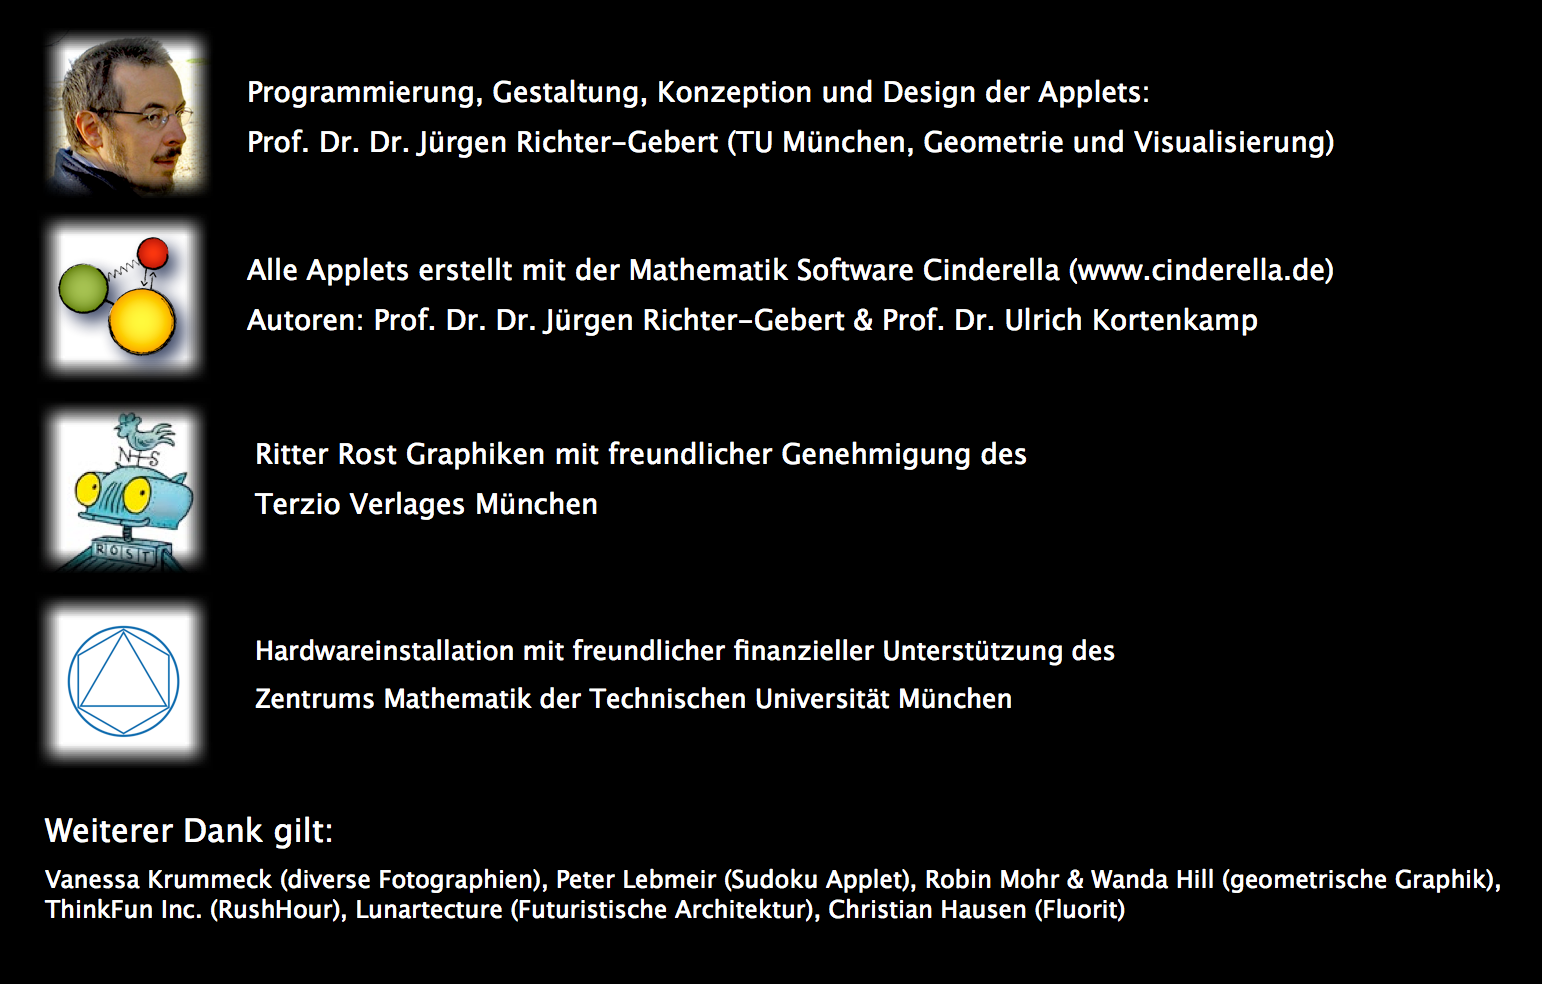 Programmierung, Gestaltung, Konzeption und Design der Applets:
Prof. Dr. Dr. Jürgen Richter-Gebert (TU München, Geometrie und Visualisierung)
Alle Applets erstellt mit der Mathematik Software Cinderella (www.cinderella.de)
Autoren: Prof. Dr. Dr. Jürgen Richter-Gebert & Prof. Dr. Ulrich Kortenkamp
N S
ROST
Ritter Rost Graphiken mit freundlicher Genehmigung des
Terzio Verlages München
Hardwareinstallation mit freundlicher finanzieller Unterstützung des
Zentrums Mathematik der Technischen Universität München
Weiterer Dank gilt:
Vanessa Krummeck (diverse Fotographien), Peter Lebmeir (Sudoku Applet), Robin Mohr & Wanda Hill (geometrische Graphik),
ThinkFun Inc. (RushHour), Lunartecture (Futuristische Architektur), Christian Hausen (Fluorit)